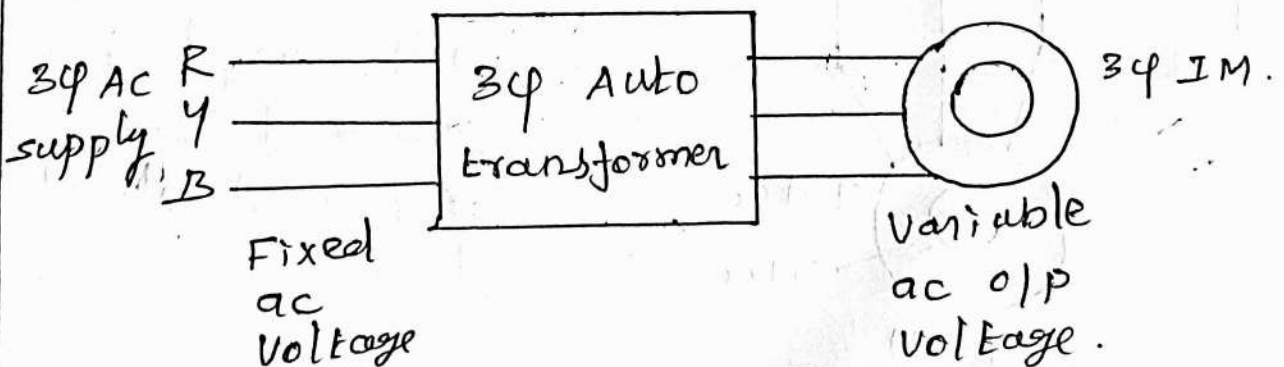 3φ AC
supply
R
Y
B
3φ Auto
transformer
3φ IM.
Fixed
ac
voltage
Variable
ac o/p
voltage.